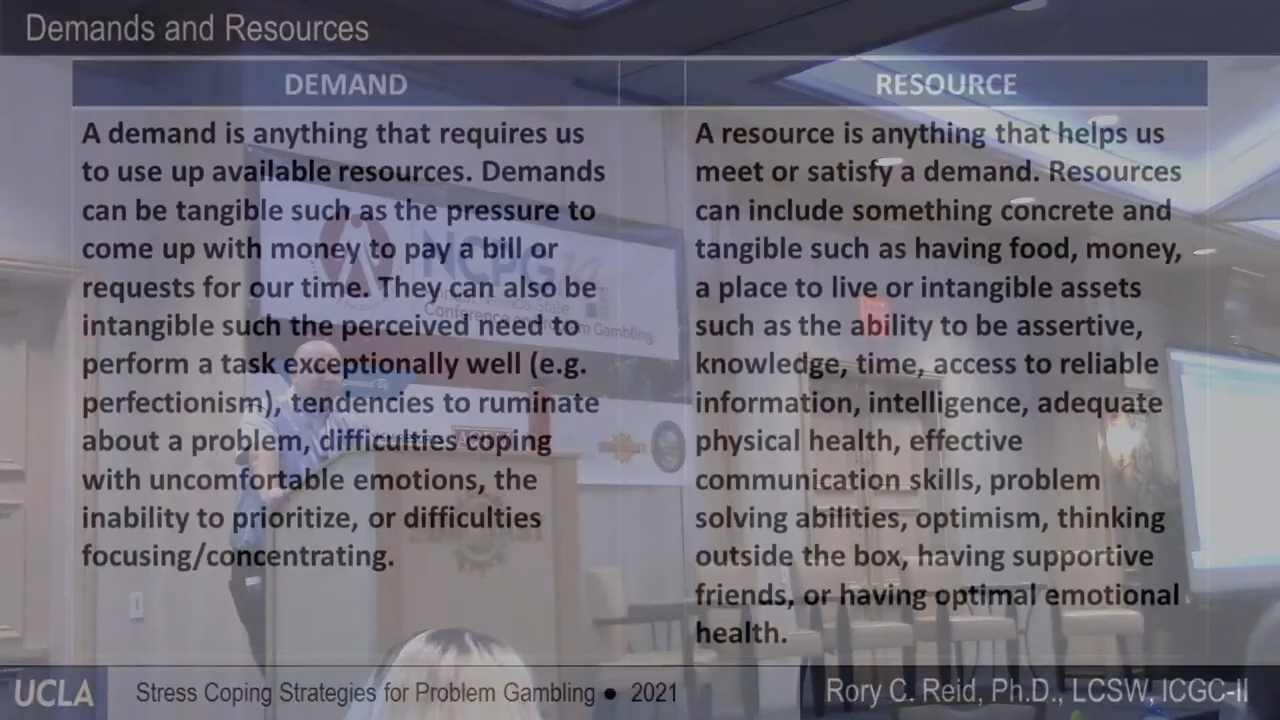 Demands and Resources
DEMAND
A demand is anything that requires us
to use up available resources. Demands
can be tangible such as the pressure to
come up with money to pay a bill or
requests for our time. They can also be
intangible such the perceived need to
perform a task exceptionally well (e.g.
perfectionism), tendencies to ruminate
about a problem, difficulties coping
with uncomfortable emotions, the
inability to prioritize, or difficulties
focusing/concentrating.
RESOURCE
A resource is anything that helps us
meet or satisfy a demand. Resources
can include something concrete and
tangible such as having food, money,
a place to live or intangible assets
such as the ability to be assertive,
knowledge, time, access to reliable
information, intelligence, adequate
physical health, effective
communication skills, problem
solving abilities, optimism, thinking
outside the box, having supportive
friends, or having optimal emotional
health.
NCPG
State
Conference on Problem Gambling
UCLA
Stress Coping Strategies for Problem Gambling ● 2021
Rory C. Reid, Ph.D., LCSW, ICGC-II